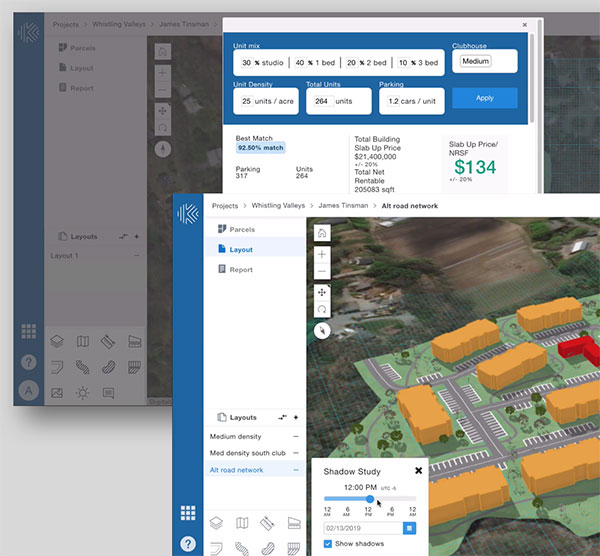 Projects > Whistling Valleys > James Tinsman >
Parcels
Layout
Report
Layouts
Layout 1
?
A
×
Unit mix
Clubhouse
30 % studio | 40 % 1 bed | 20 % 2 bed | 10 % 3 bed
Medium
Unit Density
Total Units
Parking
25 units / acre
264 units
1.2 cars / unit
Apply
Best Match
92.50% match
Parking
317
Units
264
Total Building
Slab Up Price
$21,400,000
+/- 20%
Total Net
Rentable
205083 sqft
Slab Up Price/
NRSF
$134
+/- 20%
Projects > Whistling Valleys > James Tinsman > Alt road network
Parcels
Layout
Report
Layouts
Medium density
Med density south club
Alt road network
?
Shadow Study
12:00 PM UTC -5
12 6 12 6 12
AM AM PM PM AM
02/13/2019
Show shadows